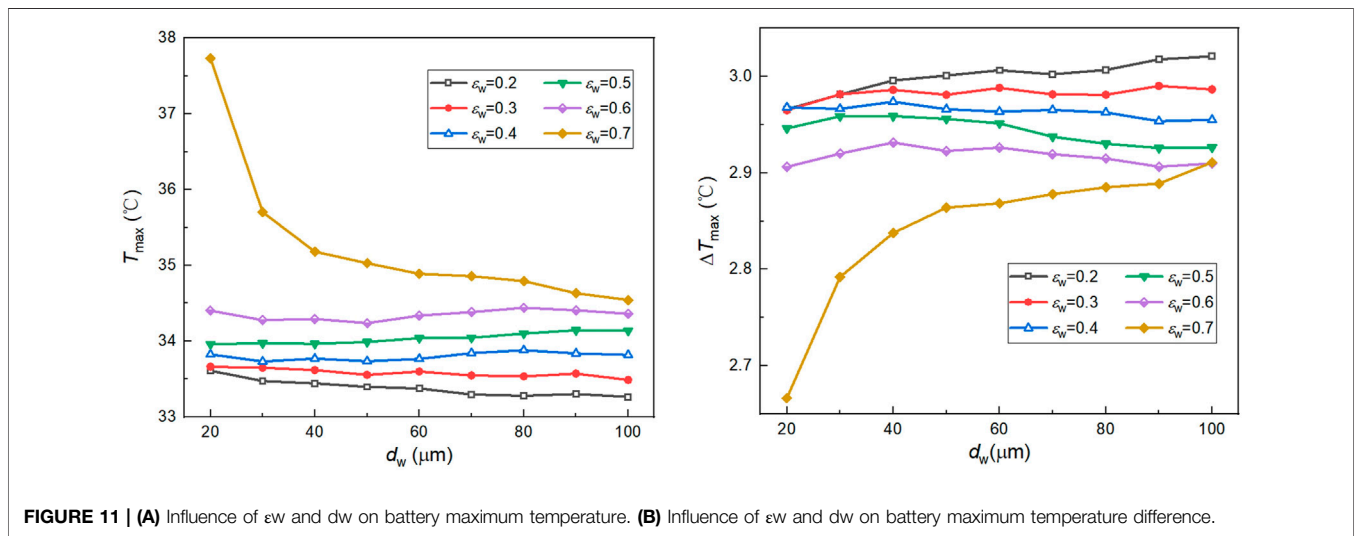 38
37
36
35
34
33
T_max (℃)
εw=0.2 εw=0.5
εw=0.3 εw=0.6
εw=0.4 εw=0.7
20 40 60 80 100
dw (μm)
3.0
2.9
2.8
2.7
ΔT_max (℃)
εw=0.2 εw=0.5
εw=0.3 εw=0.6
εw=0.4 εw=0.7
20 40 60 80 100
dw(μm)
FIGURE 11 | (A) Influence of εw and dw on battery maximum temperature. (B) Influence of εw and dw on battery maximum temperature difference.